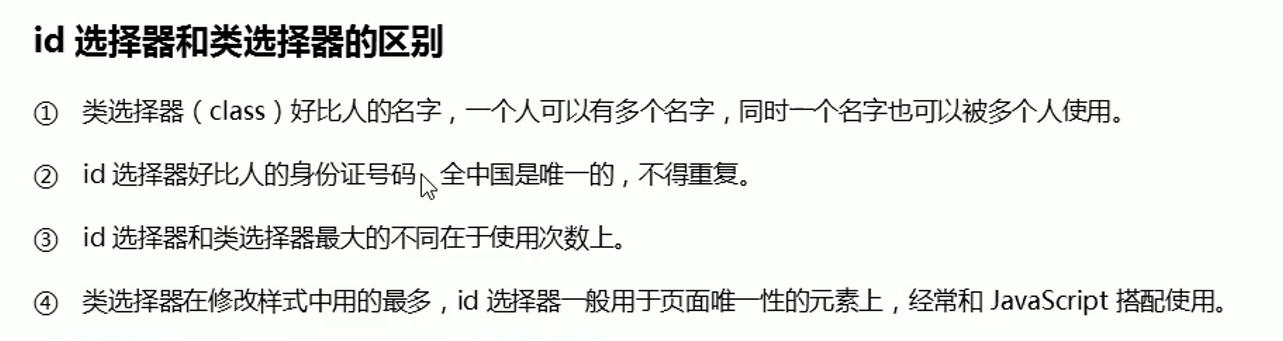 id 选择器和类选择器的区别
① 类选择器（class）好比人的名字，一个人可以有多个名字，同时一个名字也可以被多个人使用。
② id 选择器好比人的身份证号码，全中国是唯一的，不得重复。
③ id 选择器和类选择器最大的不同在于使用次数上。
④ 类选择器在修改样式中用的最多，id 选择器一般用于页面唯一性的元素上，经常和 JavaScript 搭配使用。